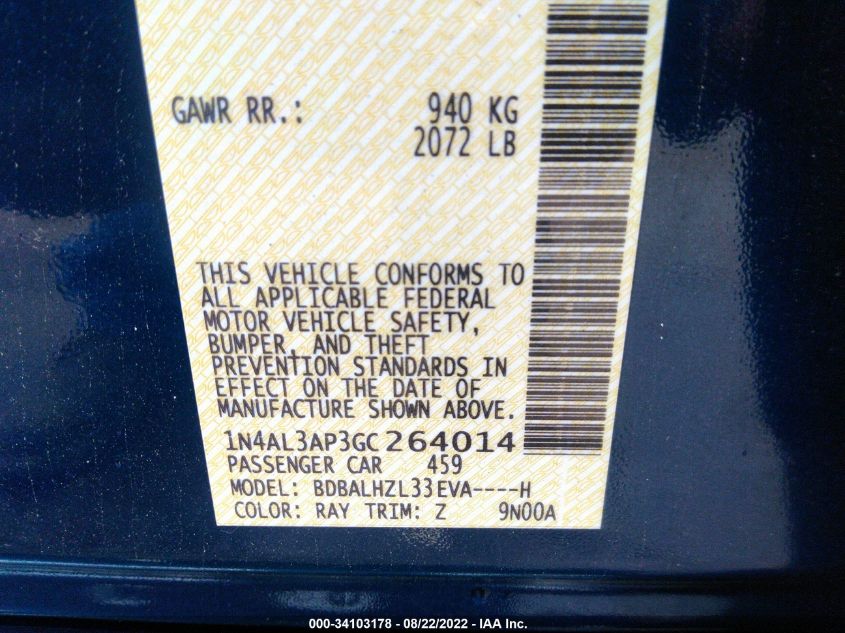 GAWR RR.: 940 KG
2072 LB
THIS VEHICLE CONFORMS TO
ALL APPLICABLE FEDERAL
MOTOR VEHICLE SAFETY,
BUMPER, AND THEFT
PREVENTION STANDARDS IN
EFFECT ON THE DATE OF
MANUFACTURE SHOWN ABOVE.
1N4AL3AP3GC264014
PASSENGER CAR 459
MODEL: BDBALHZL33EVA----H
COLOR: RAY TRIM: Z 9N00A
000-34103178 - 08/22/2022 - IAA Inc.